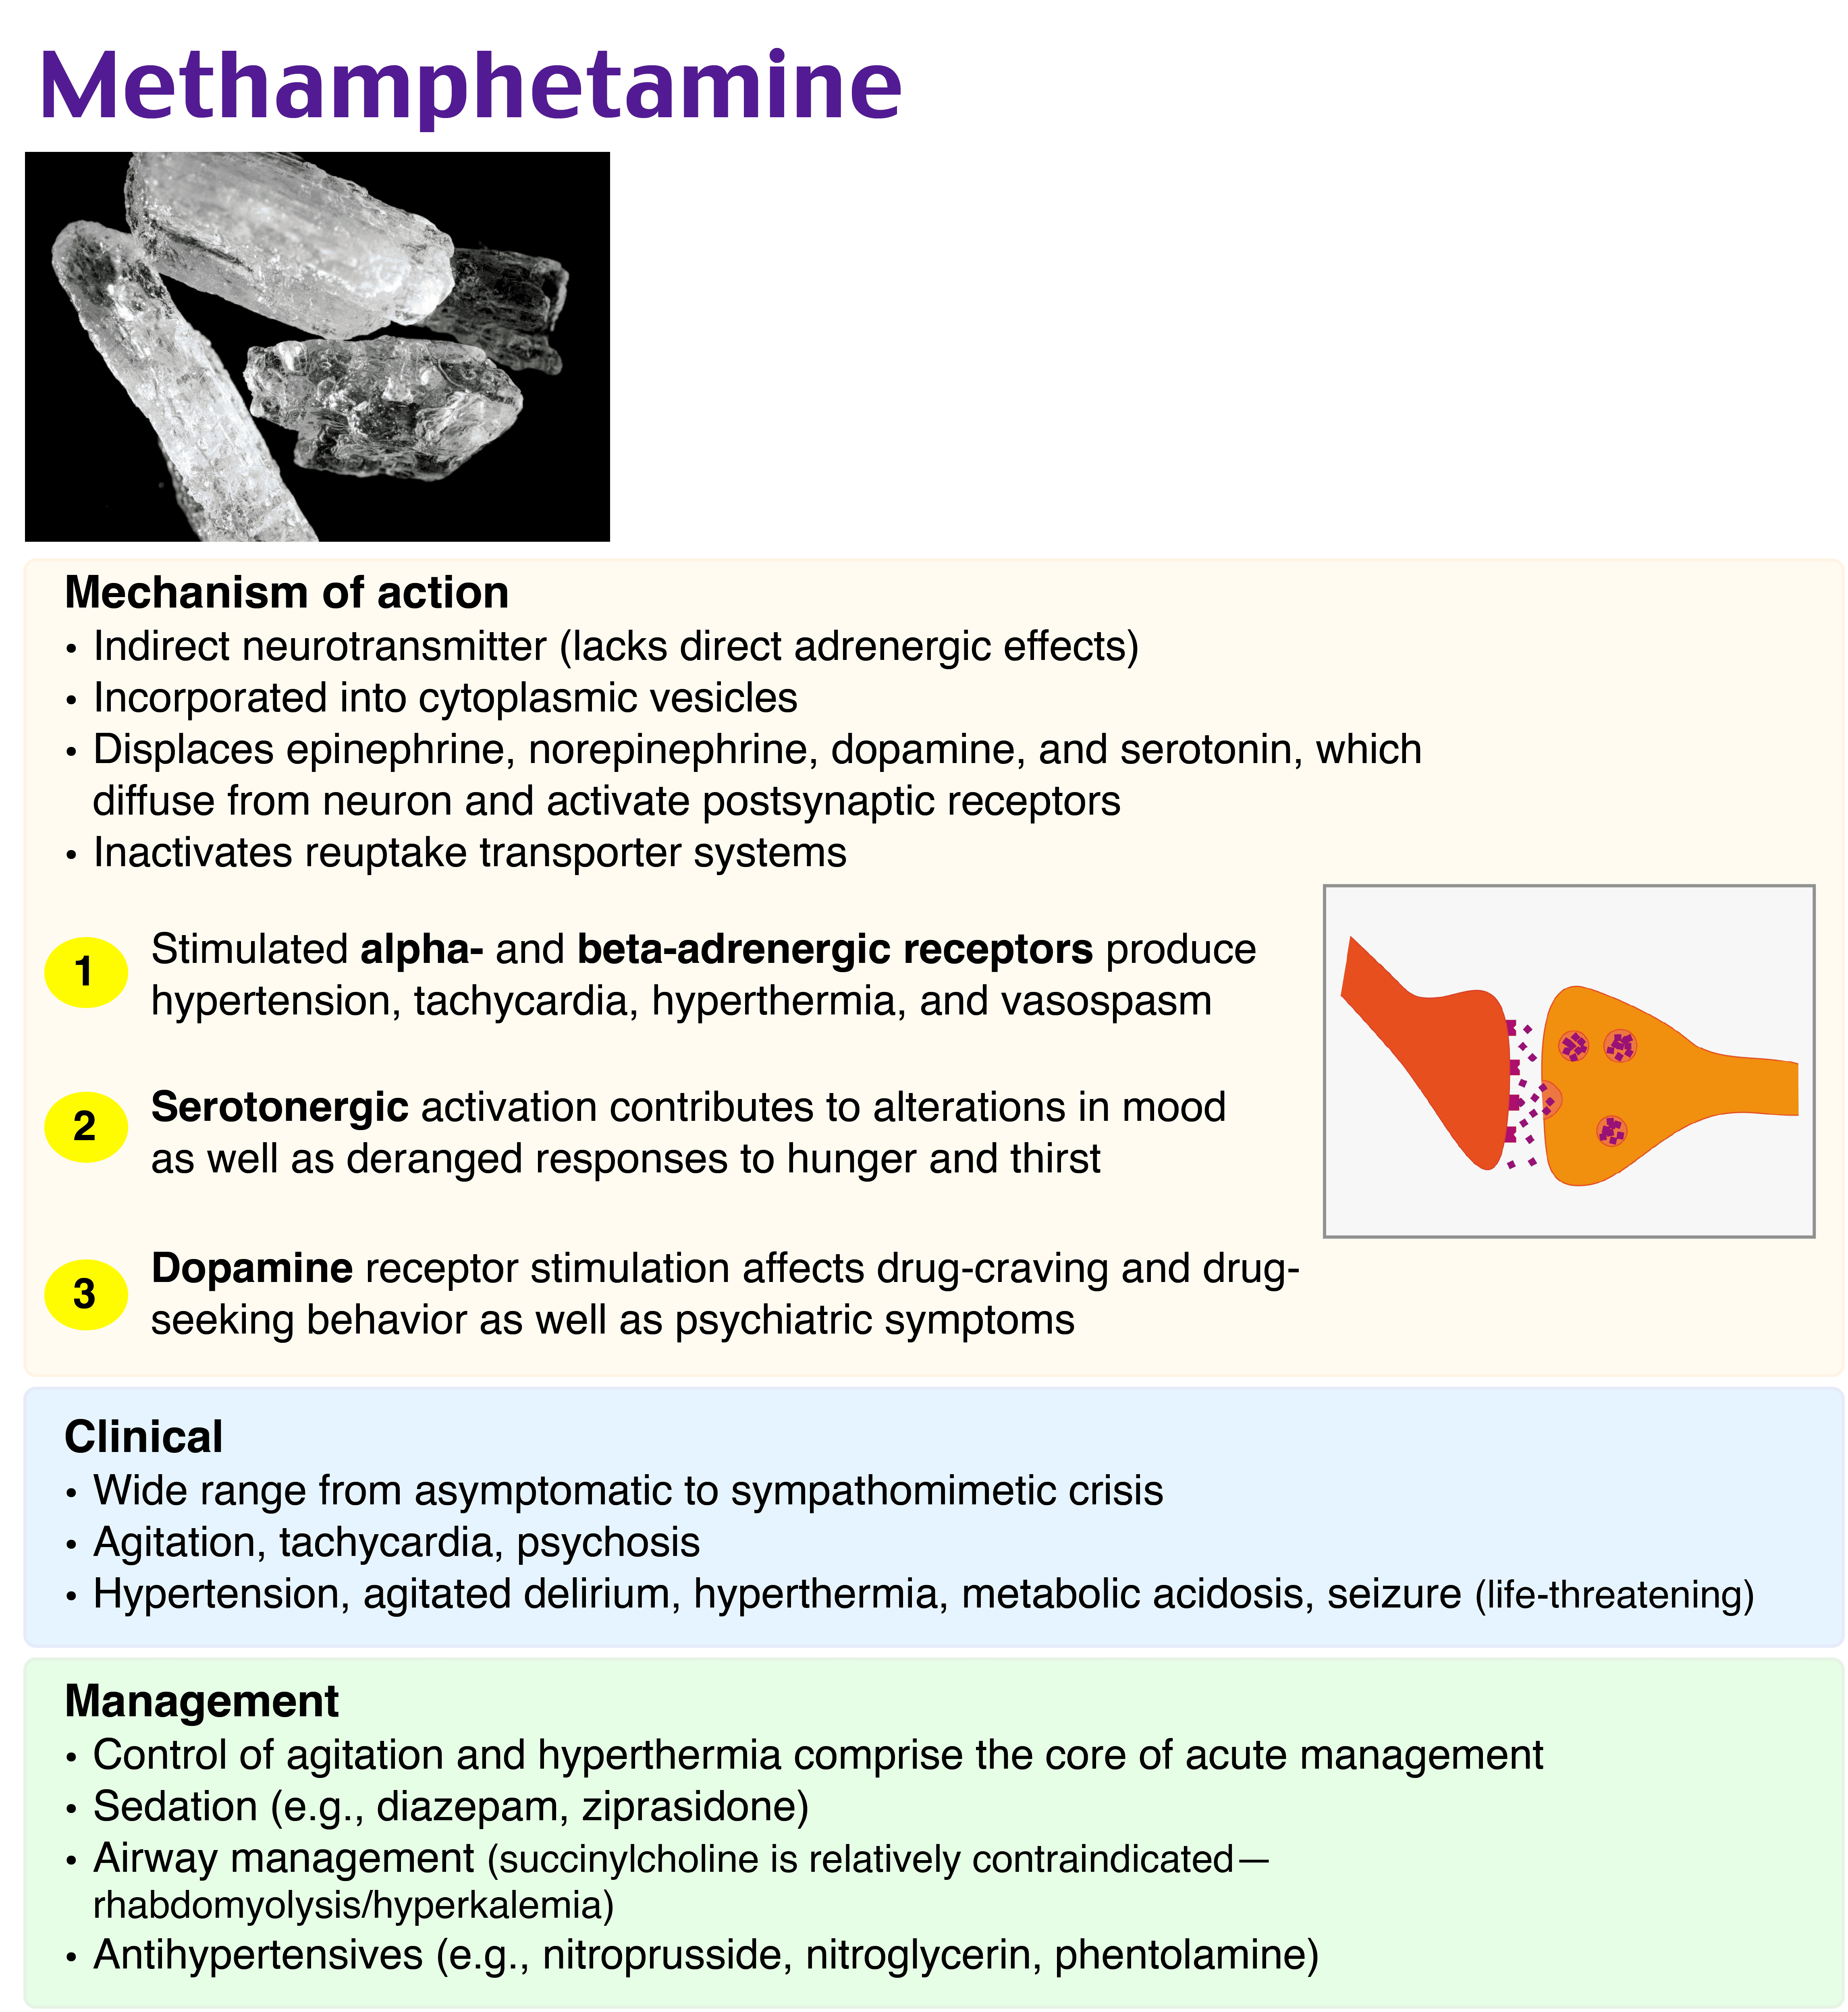 Methamphetamine
Mechanism of action
• Indirect neurotransmitter (lacks direct adrenergic effects)
• Incorporated into cytoplasmic vesicles
• Displaces epinephrine, norepinephrine, dopamine, and serotonin, which
diffuse from neuron and activate postsynaptic receptors
• Inactivates reuptake transporter systems
1 Stimulated alpha- and beta-adrenergic receptors produce
hypertension, tachycardia, hyperthermia, and vasospasm
2 Serotonergic activation contributes to alterations in mood
as well as deranged responses to hunger and thirst
3 Dopamine receptor stimulation affects drug-craving and drug-
seeking behavior as well as psychiatric symptoms
Clinical
• Wide range from asymptomatic to sympathomimetic crisis
• Agitation, tachycardia, psychosis
• Hypertension, agitated delirium, hyperthermia, metabolic acidosis, seizure (life-threatening)
Management
• Control of agitation and hyperthermia comprise the core of acute management
• Sedation (e.g., diazepam, ziprasidone)
• Airway management (succinylcholine is relatively contraindicated—
rhabdomyolysis/hyperkalemia)
• Antihypertensives (e.g., nitroprusside, nitroglycerin, phentolamine)